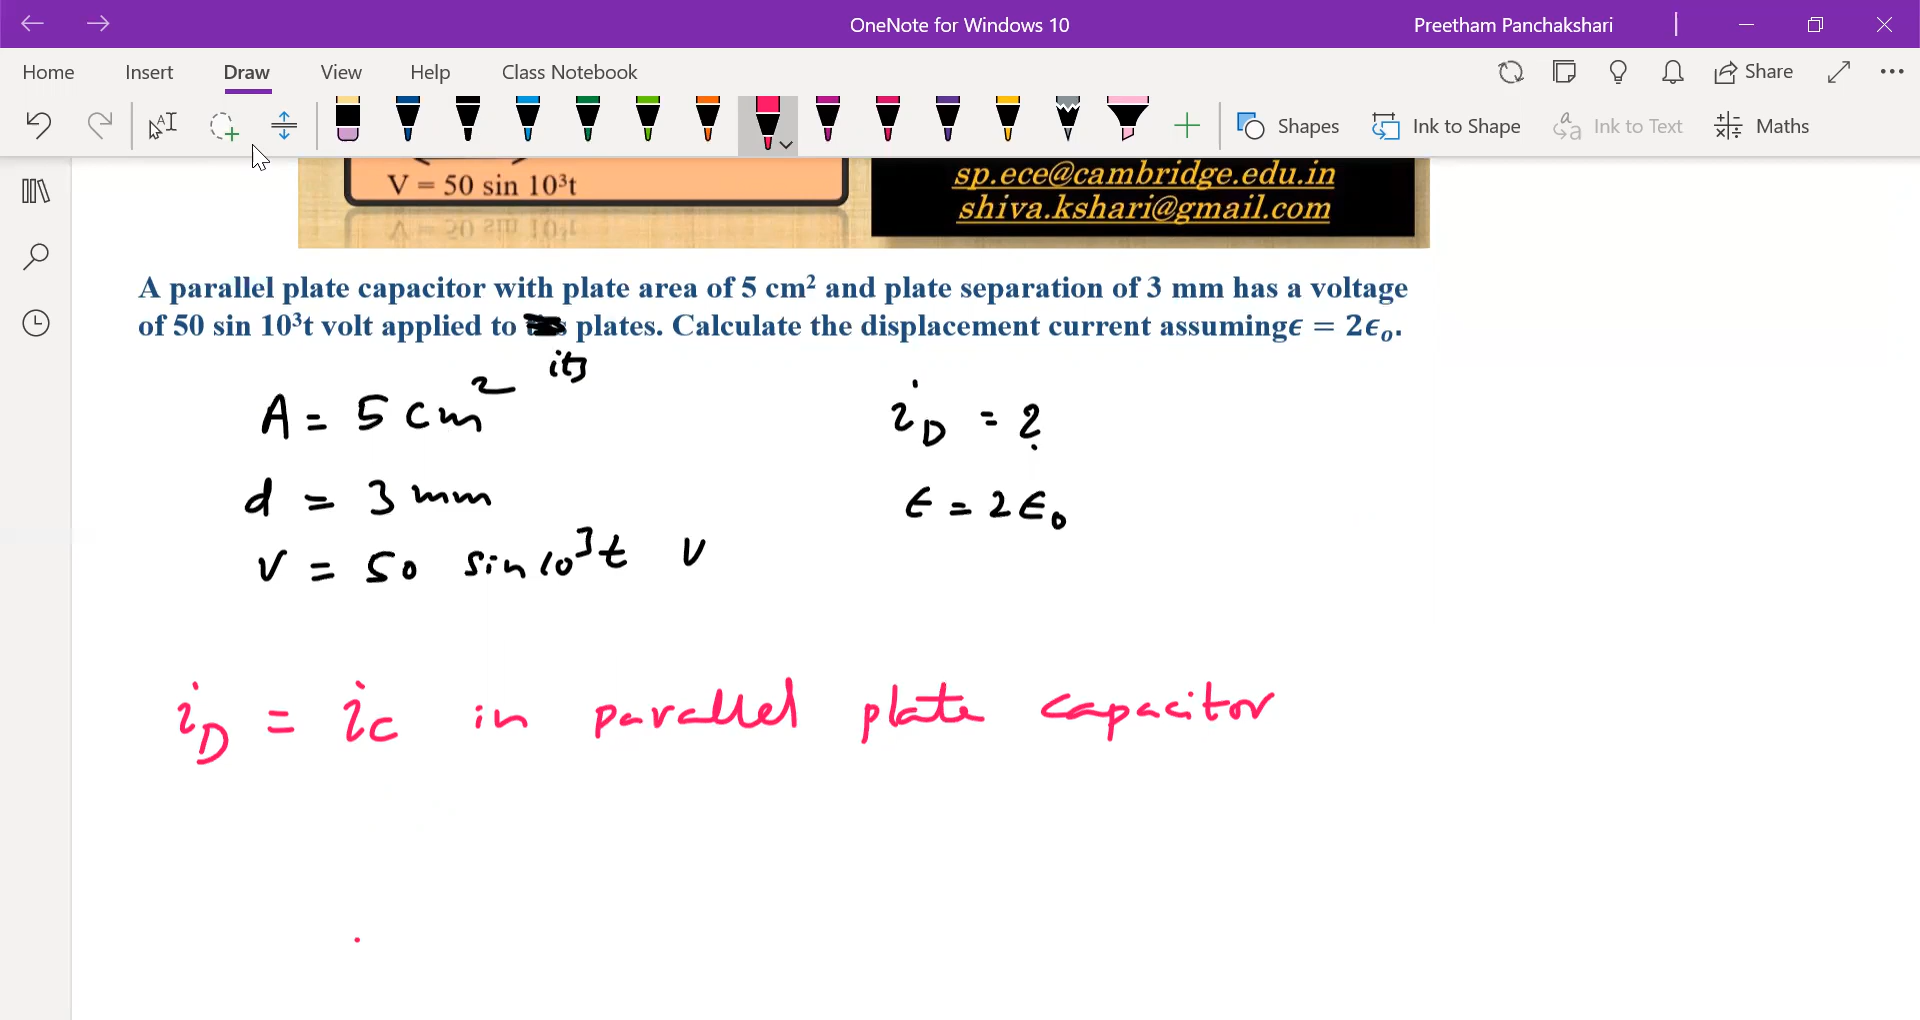 OneNote for Windows 10
Preetham Panchakshari
Home Insert Draw View Help Class Notebook Share
Shapes Ink to Shape Ink to Text Maths
V = 50 sin 10³t
sp.ece@cambridge.edu.in
shiva.kshari@gmail.com
A parallel plate capacitor with plate area of 5 cm² and plate separation of 3 mm has a voltage
of 50 sin 10³t volt applied to plates. Calculate the displacement current assumingϵ = 2ϵₒ.
its
A = 5 cm²
i_D = ?
d = 3 mm
ϵ = 2ϵ₀
V = 50 sin 10³t V
i_D = i_C in parallel plate capacitor